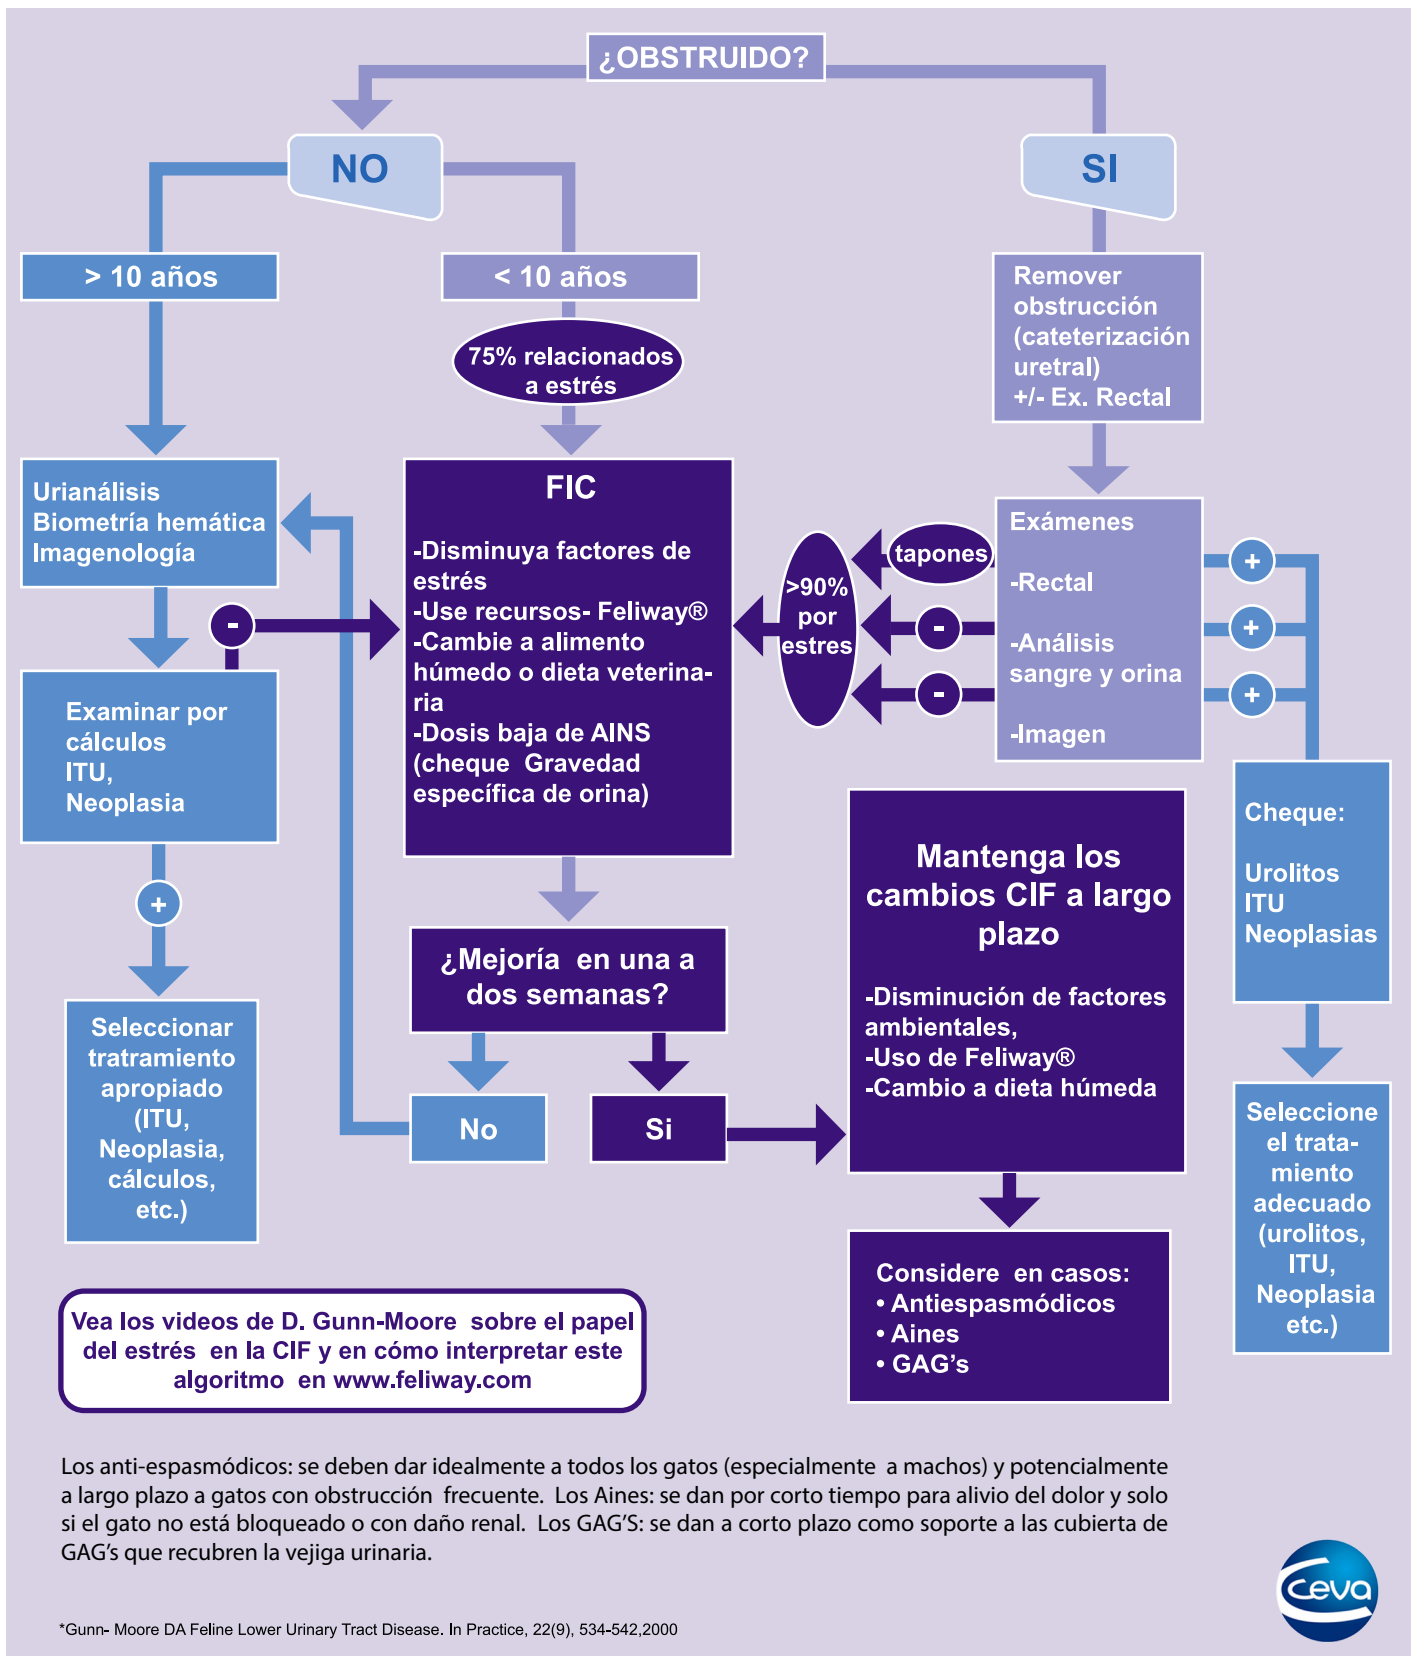 ¿OBSTRUIDO?
NO
SI
> 10 años
< 10 años
75% relacionados
a estrés
Remover
obstrucción
(cateterización
uretral)
+/- Ex. Rectal
Urianálisis
Biometría hemática
Imagenología
FIC
-Disminuya factores de
estrés
-Use recursos- Feliway®
-Cambie a alimento
húmedo o dieta veterina-
ria
-Dosis baja de AINS
(cheque Gravedad
específica de orina)
>90%
por
estres
tapones
-
-
Exámenes
-Rectal
-Análisis
sangre y orina
-Imagen
+
+
+
-
Examinar por
cálculos
ITU,
Neoplasia
+
Seleccionar
tratramiento
apropiado
(ITU,
Neoplasia,
cálculos,
etc.)
¿Mejoría en una a
dos semanas?
No
Si
Mantenga los
cambios CIF a largo
plazo
-Disminución de factores
ambientales,
-Uso de Feliway®
-Cambio a dieta húmeda
Cheque:
Urolitos
ITU
Neoplasias
Seleccione
el trata-
miento
adecuado
(urolitos,
ITU,
Neoplasia
etc.)
Considere en casos:
• Antiespasmódicos
• Aines
• GAG's
Vea los videos de D. Gunn-Moore sobre el papel
del estrés en la CIF y en cómo interpretar este
algoritmo en www.feliway.com
Los anti-espasmódicos: se deben dar idealmente a todos los gatos (especialmente a machos) y potencialmente
a largo plazo a gatos con obstrucción frecuente. Los Aines: se dan por corto tiempo para alivio del dolor y solo
si el gato no está bloqueado o con daño renal. Los GAG'S: se dan a corto plazo como soporte a las cubierta de
GAG's que recubren la vejiga urinaria.
ceva
*Gunn- Moore DA Feline Lower Urinary Tract Disease. In Practice, 22(9), 534-542,2000